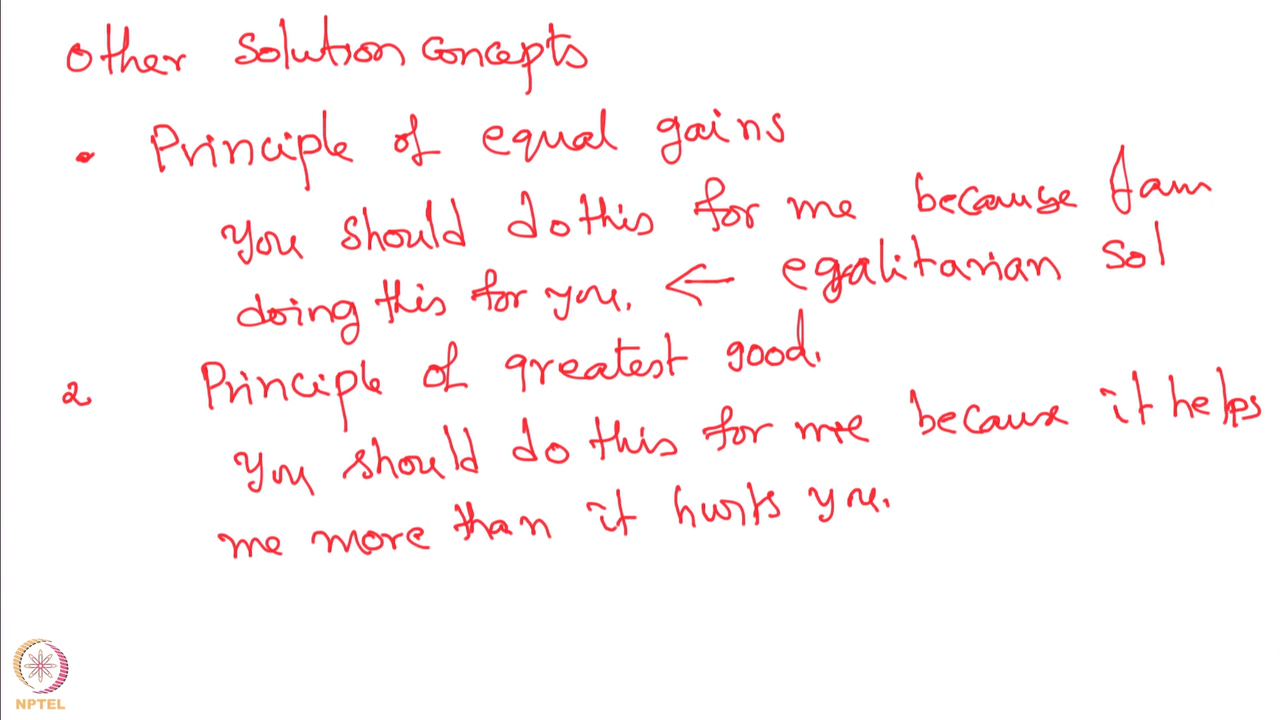 Other Solution Concepts
• Principle of equal gains
You should do this for me because I am
doing this for you. ← egalitarian sol
2 Principle of greatest good.
You should do this for me because it helps
me more than it hurts you.
NPTEL